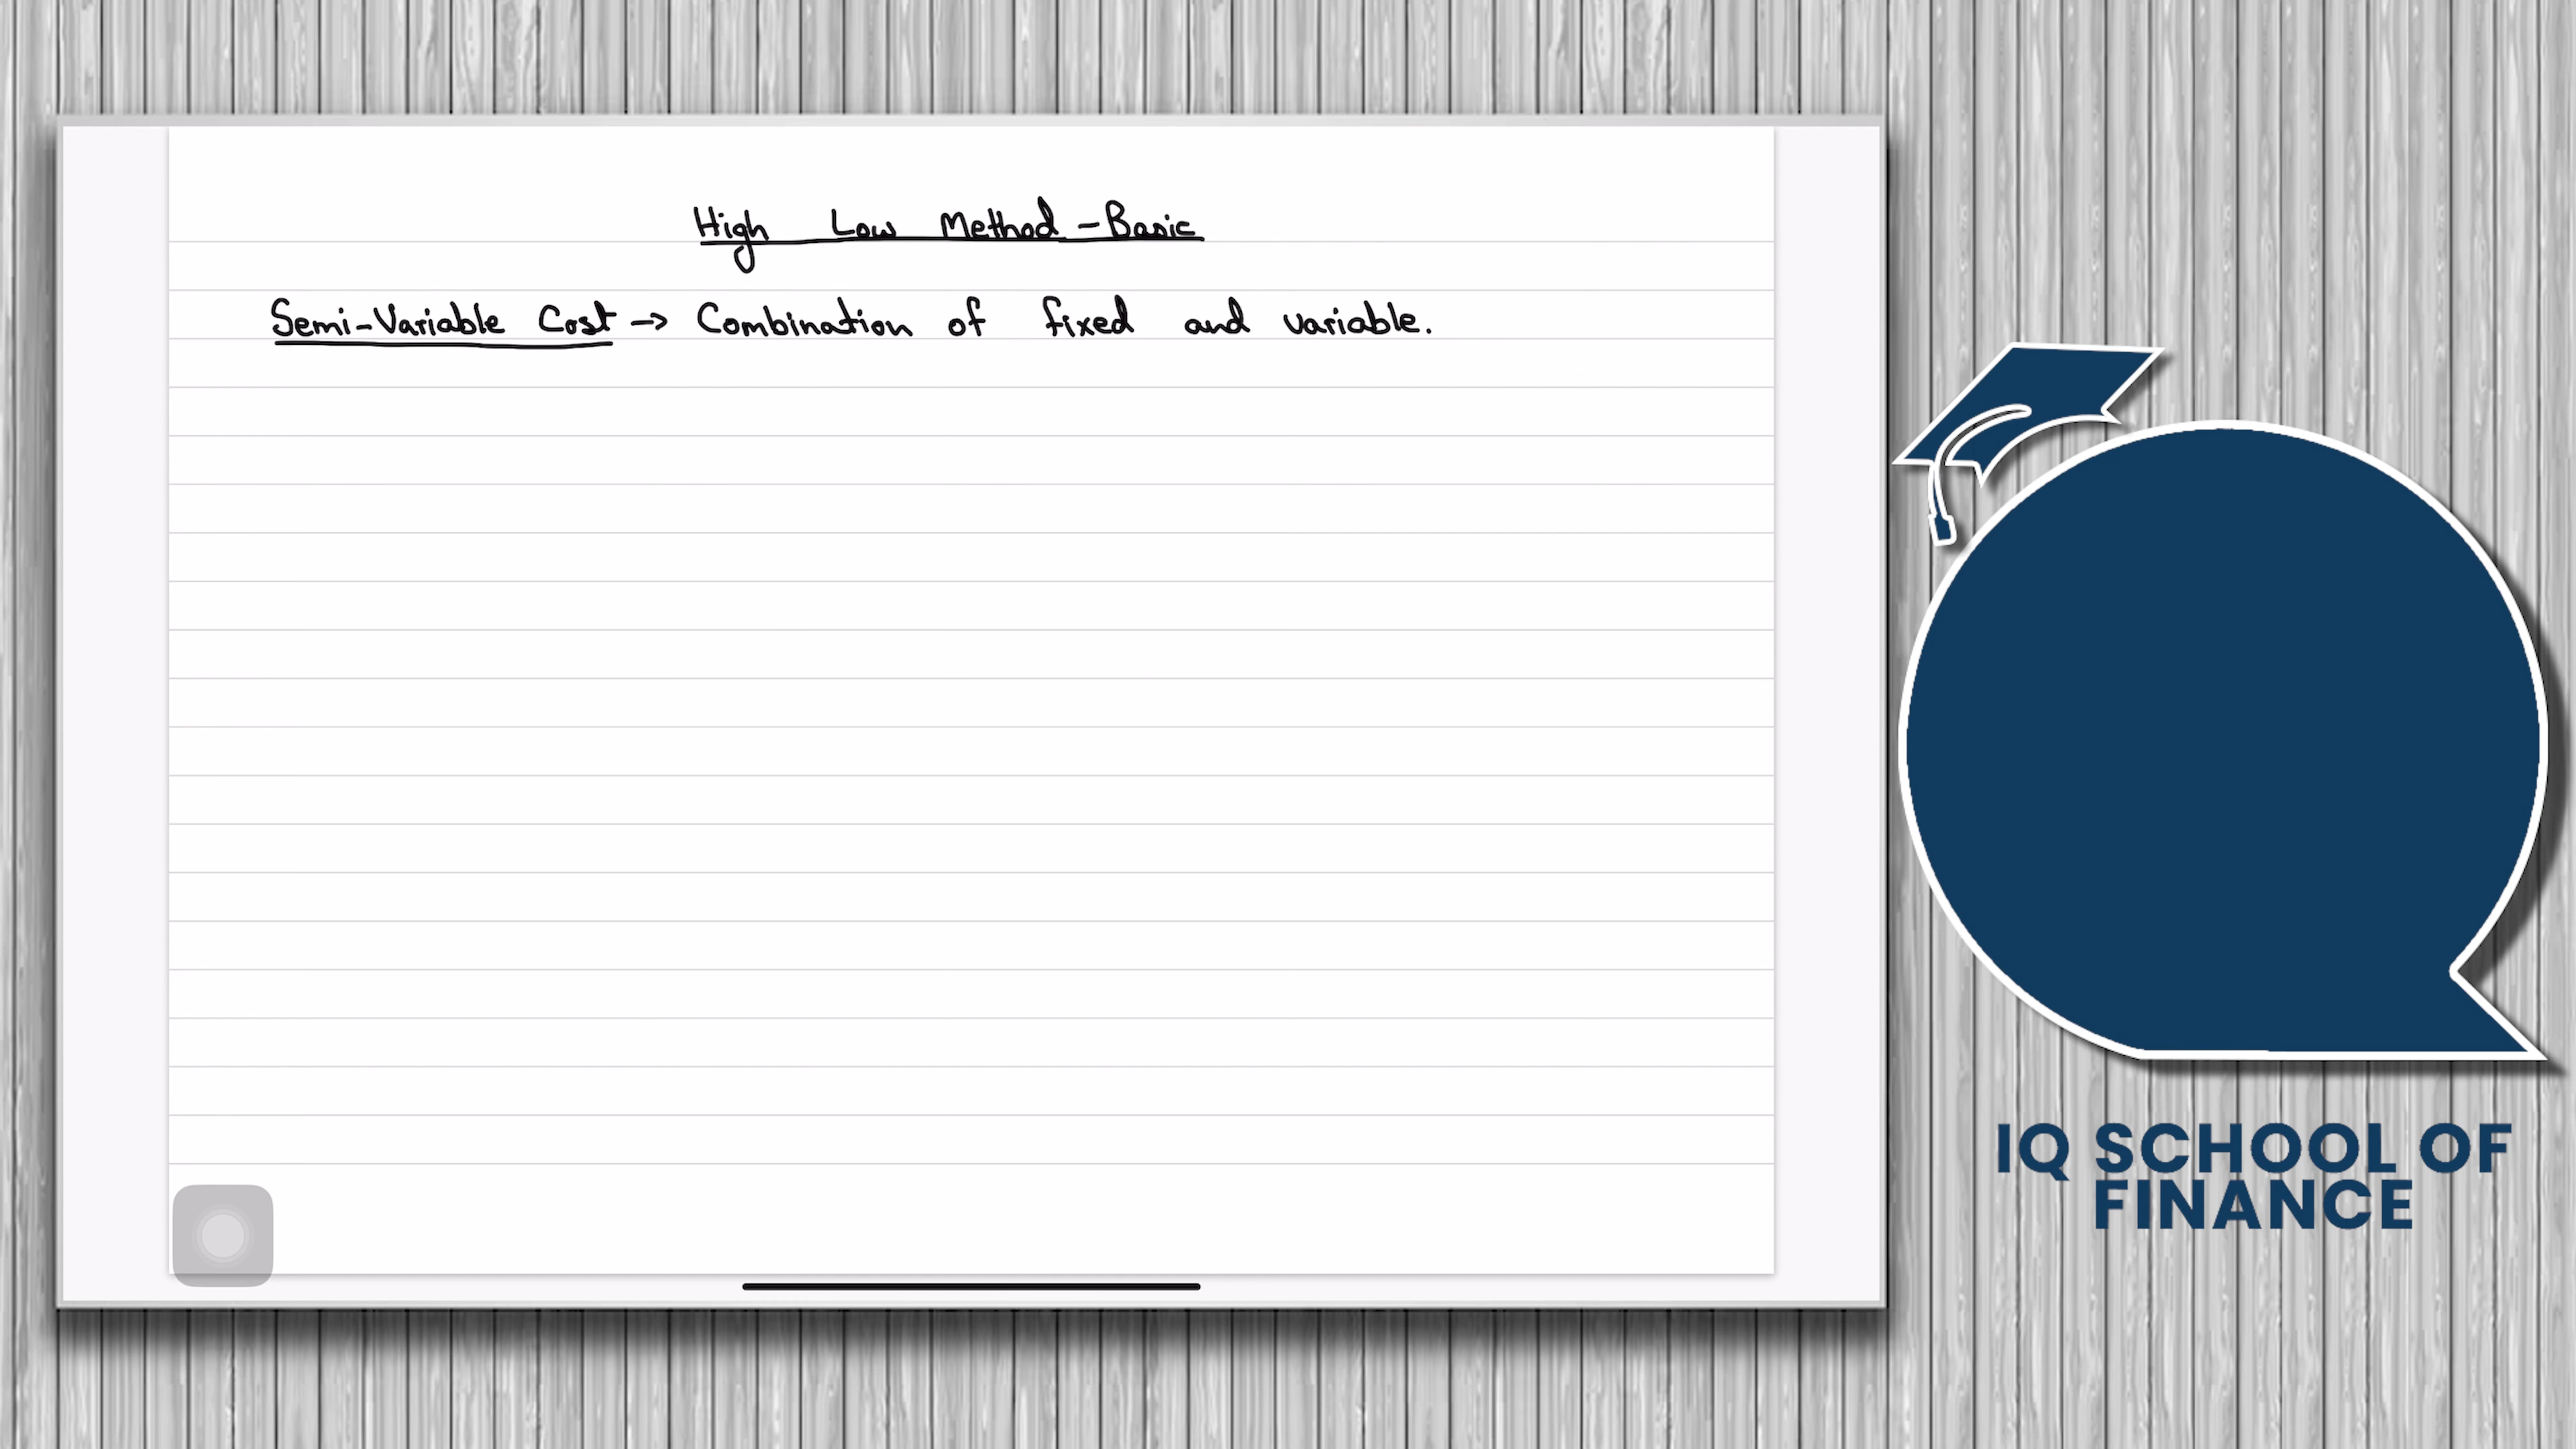 High Low Method - Basic
Semi-Variable Cost → Combination of fixed and variable.
IQ SCHOOL OF
FINANCE